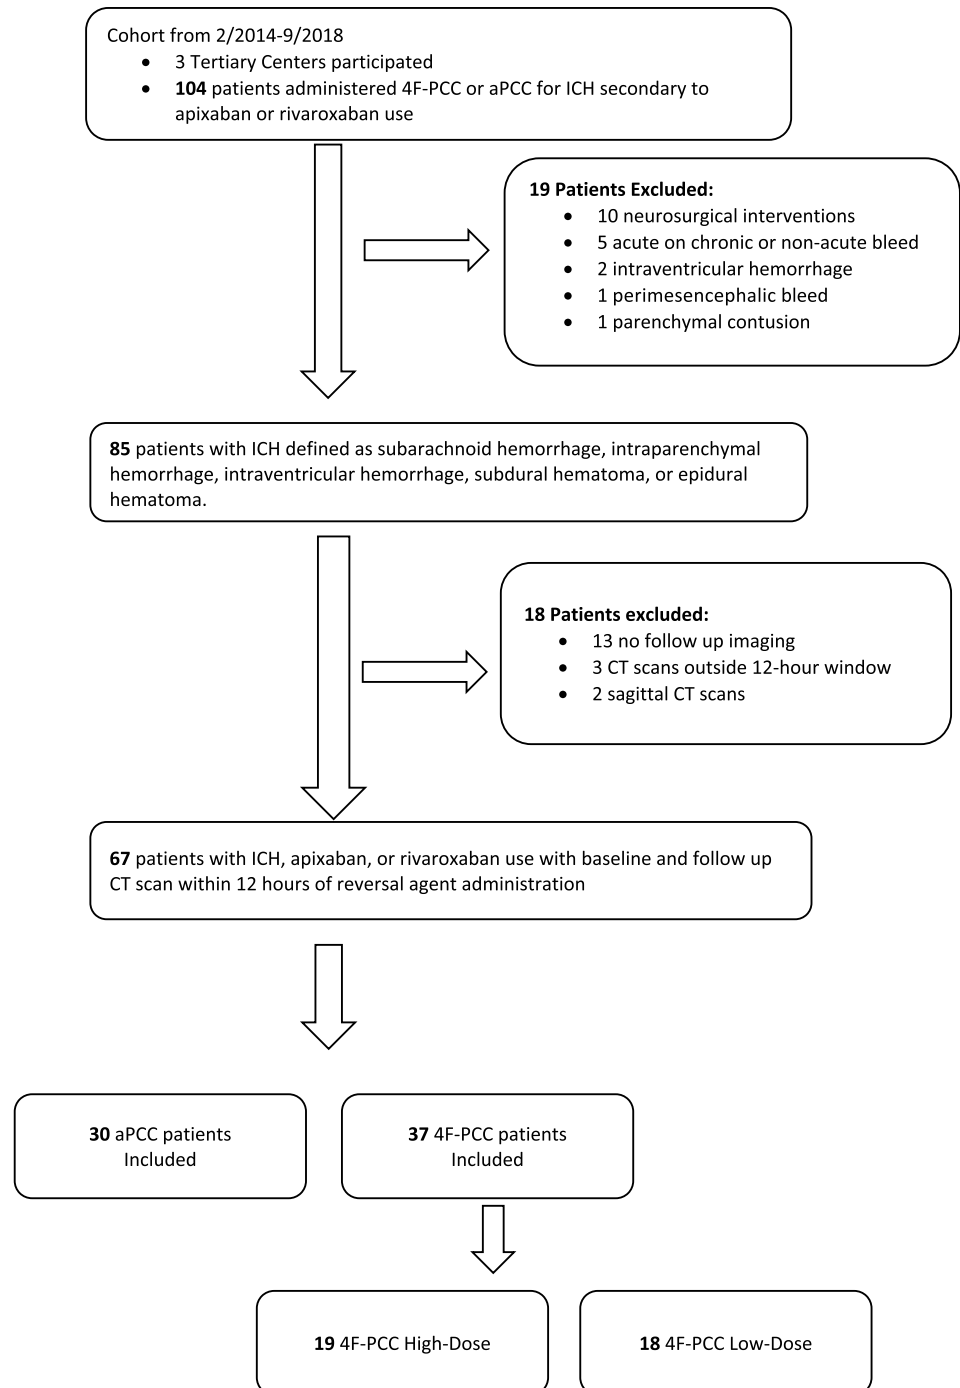 Cohort from 2/2014-9/2018
• 3 Tertiary Centers participated
• 104 patients administered 4F-PCC or aPCC for ICH secondary to
apixaban or rivaroxaban use
19 Patients Excluded:
• 10 neurosurgical interventions
• 5 acute on chronic or non-acute bleed
• 2 intraventricular hemorrhage
• 1 perimesencephalic bleed
• 1 parenchymal contusion
85 patients with ICH defined as subarachnoid hemorrhage, intraparenchymal
hemorrhage, intraventricular hemorrhage, subdural hematoma, or epidural
hematoma.
18 Patients excluded:
• 13 no follow up imaging
• 3 CT scans outside 12-hour window
• 2 sagittal CT scans
67 patients with ICH, apixaban, or rivaroxaban use with baseline and follow up
CT scan within 12 hours of reversal agent administration
30 aPCC patients
Included
37 4F-PCC patients
Included
19 4F-PCC High-Dose
18 4F-PCC Low-Dose